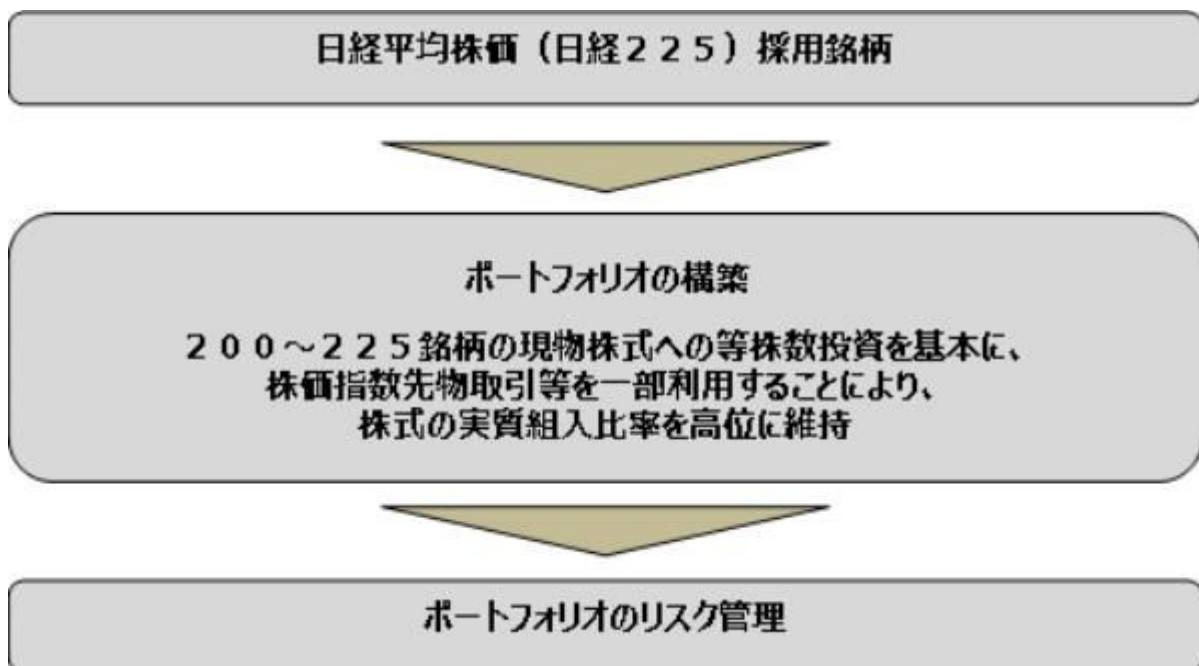 日経平均株価（日経２２５）採用銘柄
ポートフォリオの構築
２００～２２５銘柄の現物株式への等株数投資を基本に、
株価指数先物取引等を一部利用することにより、
株式の実質組入比率を高位に維持
ポートフォリオのリスク管理